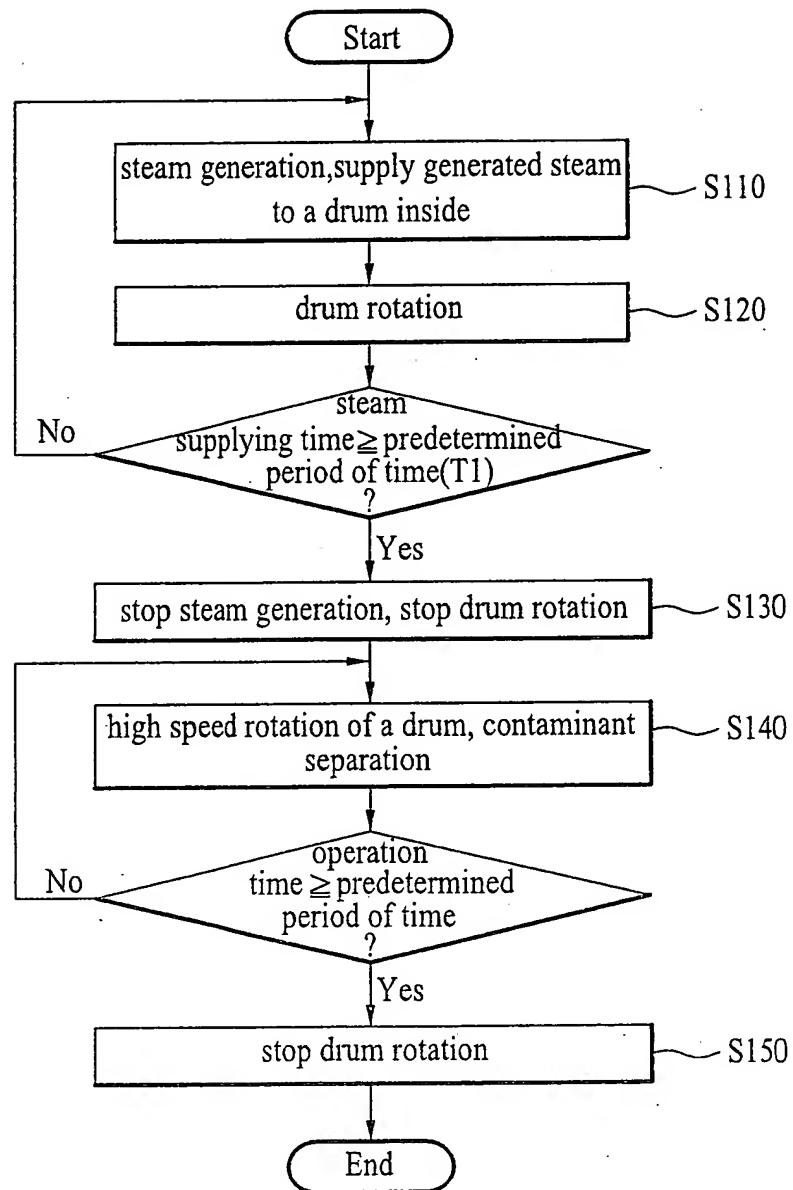 Start
steam generation,supply generated steam
to a drum inside
S110
drum rotation
S120
steam
supplying time≧predetermined
period of time(T1)
?
No
Yes
stop steam generation, stop drum rotation
S130
high speed rotation of a drum, contaminant
separation
S140
operation
time≧predetermined
period of time
?
No
Yes
stop drum rotation
S150
End